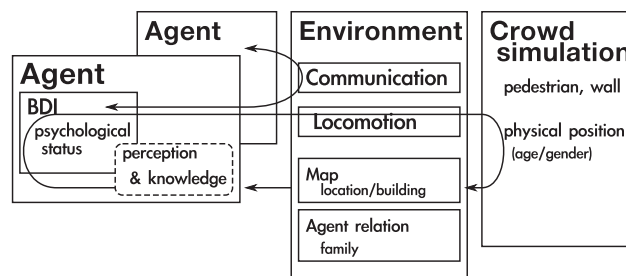 Agent
Agent
BDI
psychological
status
perception
& knowledge
Environment
Communication
Locomotion
Map
location/building
Agent relation
family
Crowd
simulation
pedestrian, wall
physical position
(age/gender)